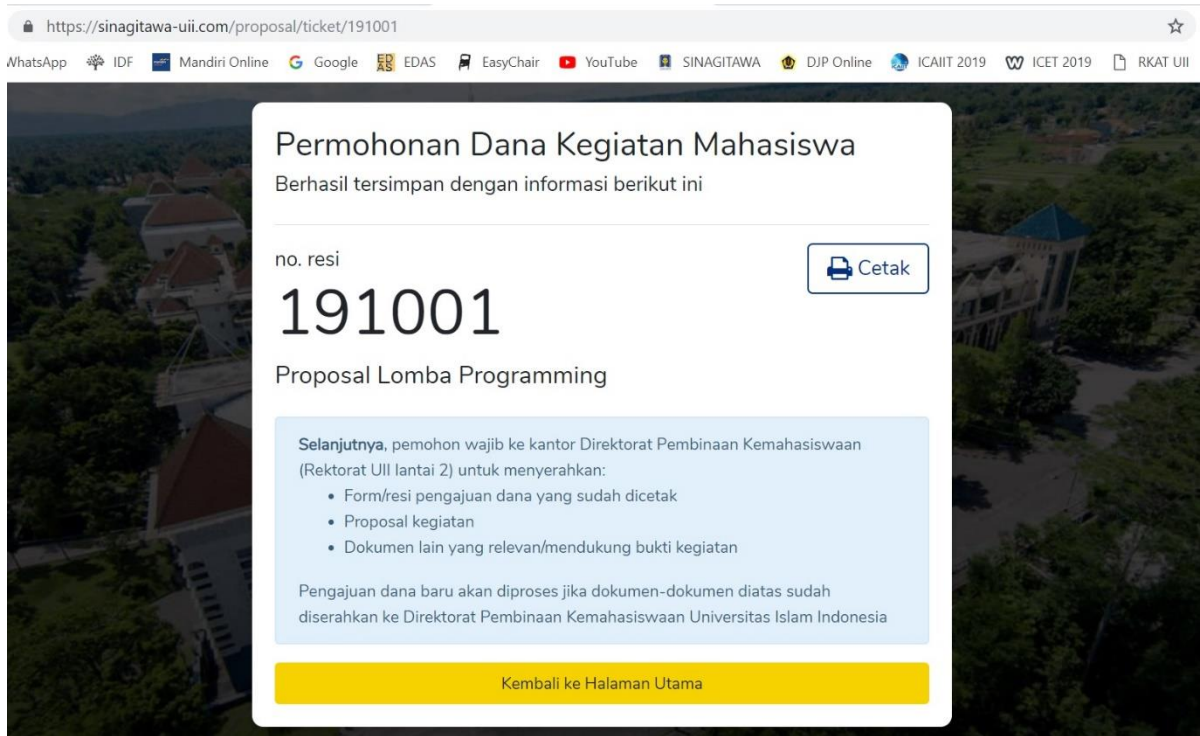 https://sinagitawa-uii.com/proposal/ticket/191001
WhatsApp IDF Mandiri Online Google EDAS EasyChair YouTube SINAGITAWA DJP Online ICAIIT 2019 ICET 2019 RKAT UII
Permohonan Dana Kegiatan Mahasiswa
Berhasil tersimpan dengan informasi berikut ini
no. resi
Cetak
191001
Proposal Lomba Programming
Selanjutnya, pemohon wajib ke kantor Direktorat Pembinaan Kemahasiswaan
(Rektorat UII lantai 2) untuk menyerahkan:
• Form/resi pengajuan dana yang sudah dicetak
• Proposal kegiatan
• Dokumen lain yang relevan/mendukung bukti kegiatan
Pengajuan dana baru akan diproses jika dokumen-dokumen diatas sudah
diserahkan ke Direktorat Pembinaan Kemahasiswaan Universitas Islam Indonesia
Kembali ke Halaman Utama